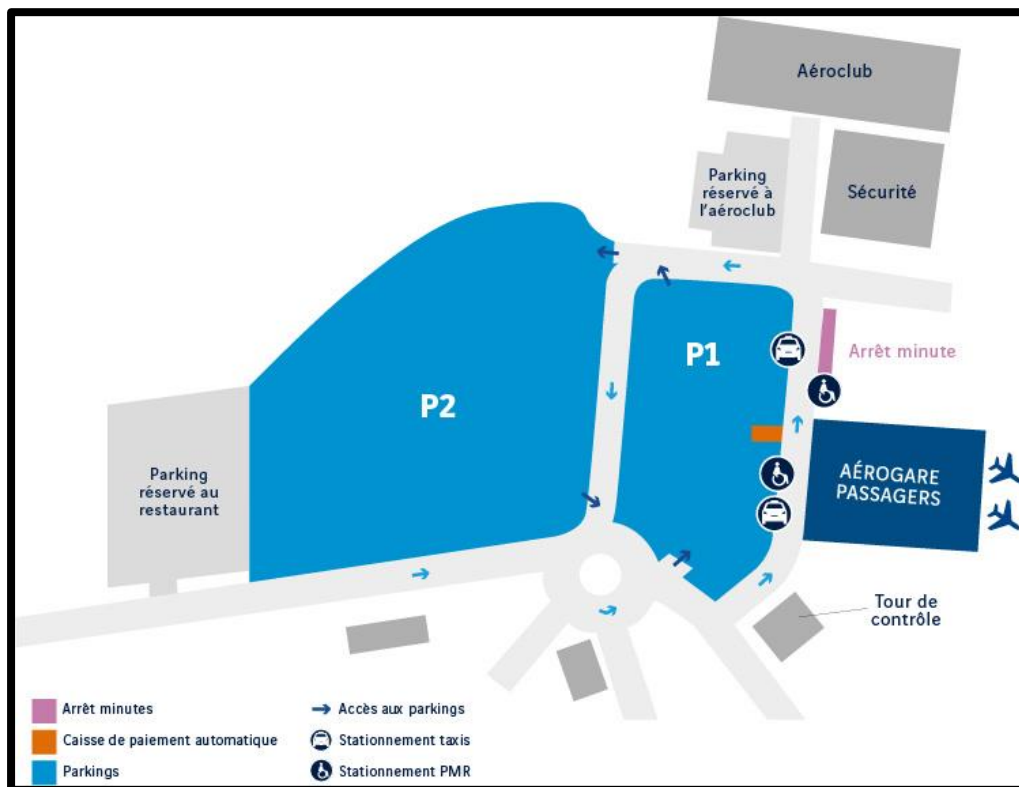 Aéroclub
Parking
réservé à
l'aéroclub
Sécurité
P1
Arrêt minute
P2
Parking
réservé au
restaurant
AÉROGARE
PASSAGERS
Tour de
contrôle
Arrêt minutes
Caisse de paiement automatique
Parkings
Accès aux parkings
Stationnement taxis
Stationnement PMR